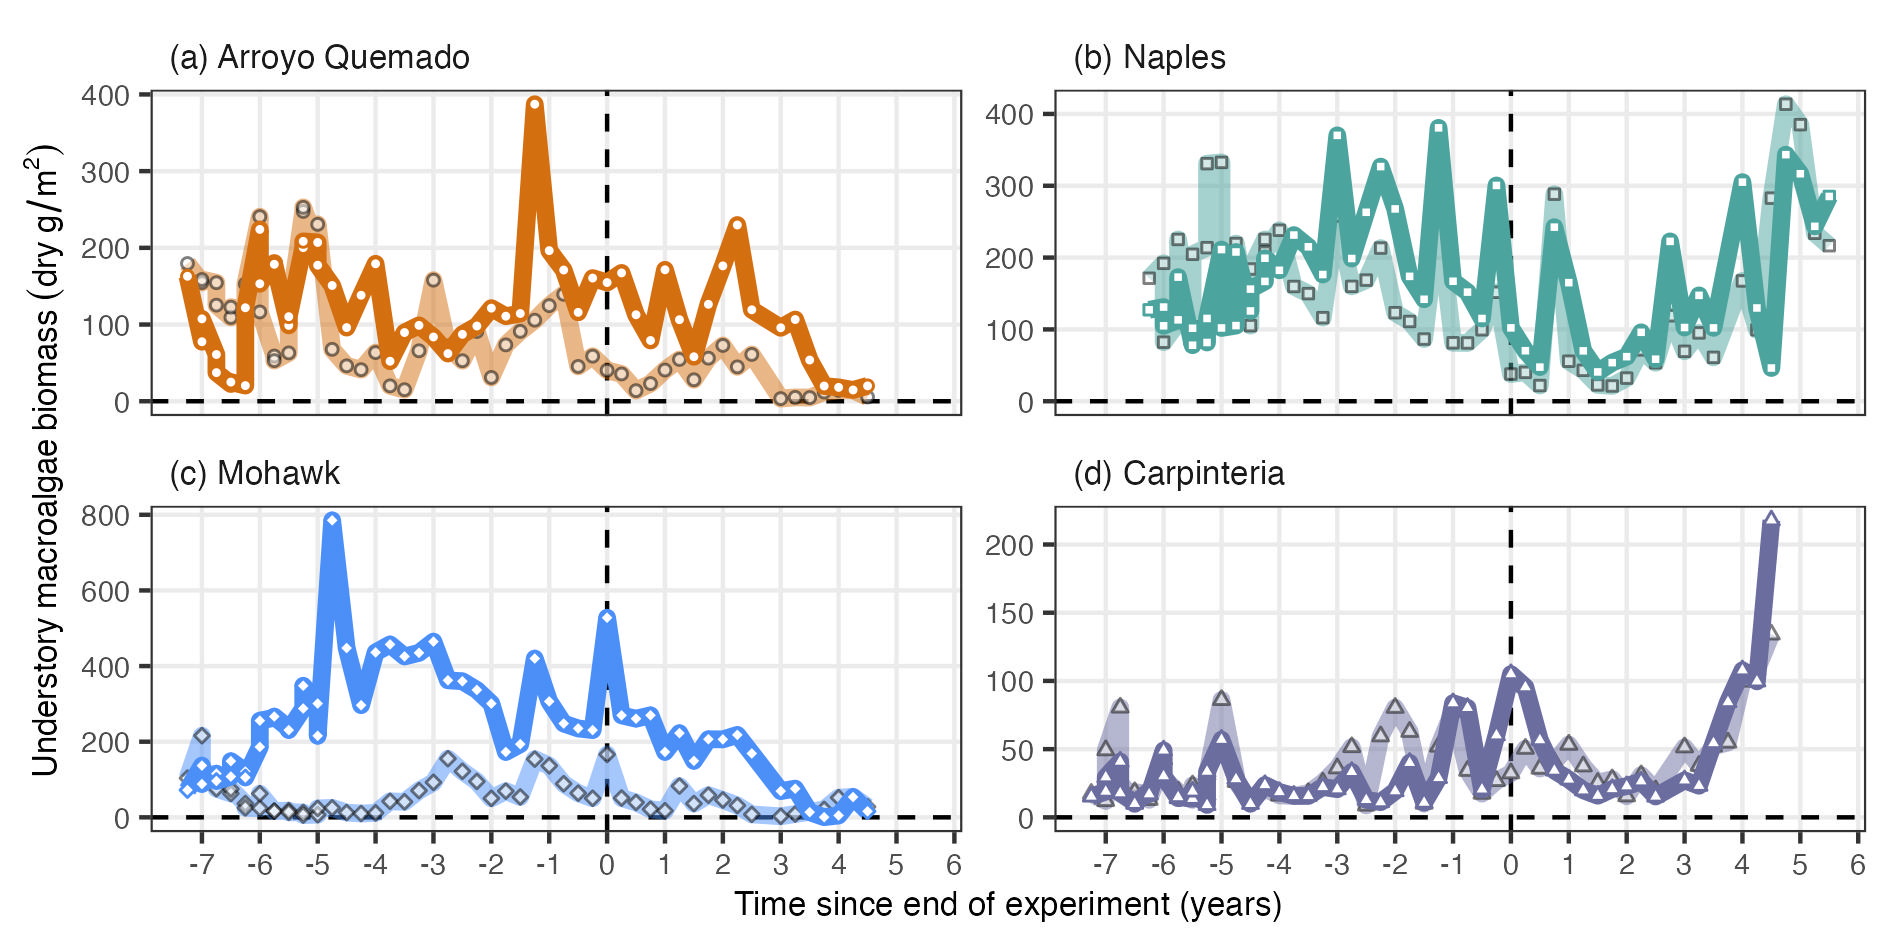 (a) Arroyo Quemado
400
300
200
100
0
(b) Naples
400
300
200
100
0
Understory macroalgae biomass (dry g/m²)
(c) Mohawk
800
600
400
200
0
-7 -6 -5 -4 -3 -2 -1 0 1 2 3 4 5 6
(d) Carpinteria
200
150
100
50
0
-7 -6 -5 -4 -3 -2 -1 0 1 2 3 4 5 6
Time since end of experiment (years)